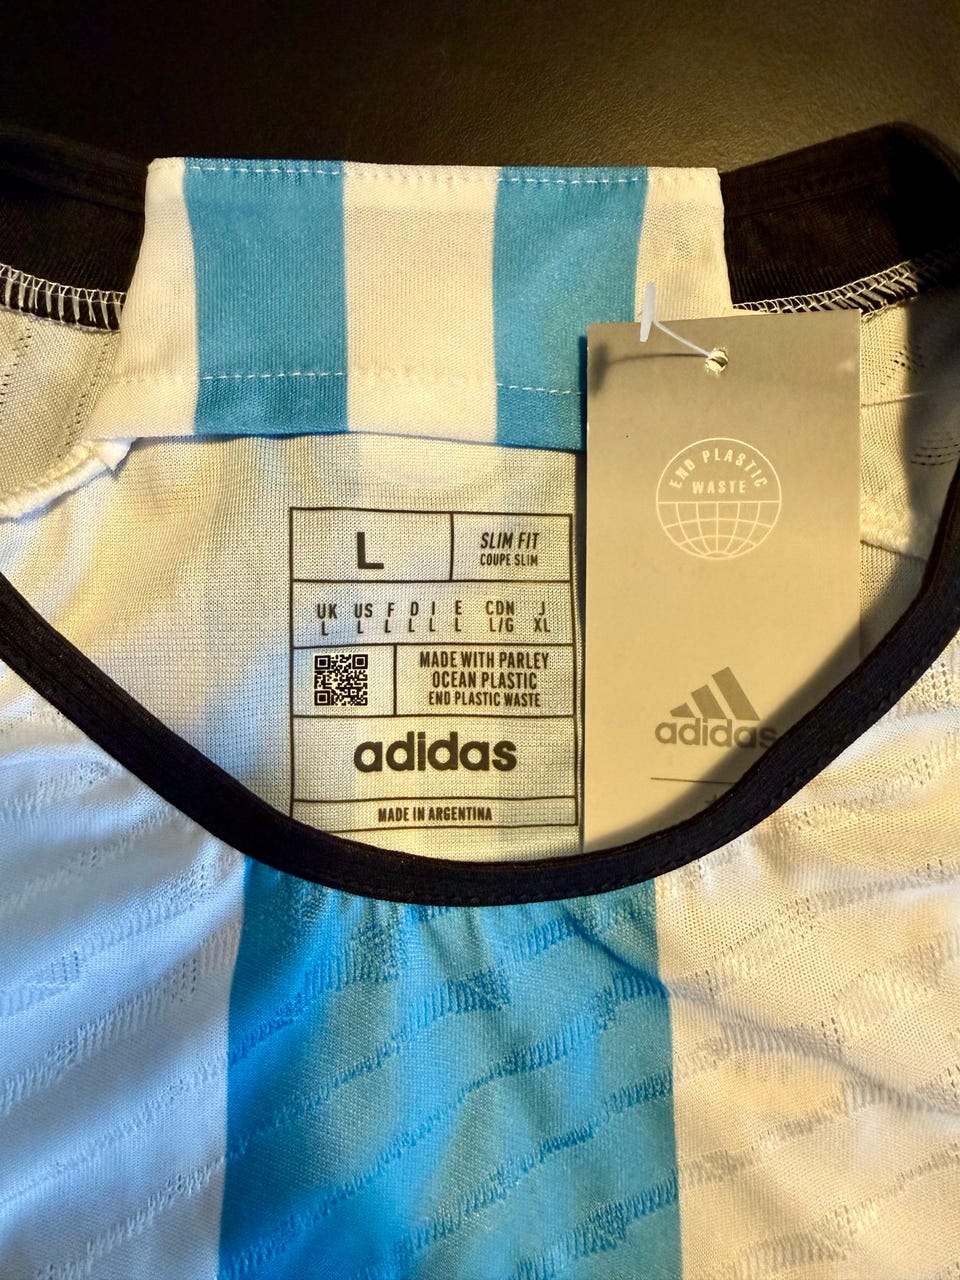 L
SLIM FIT
COUPE SLIM
UK US F D I E CDN J
L L L L L L L/G XL
MADE WITH PARLEY
OCEAN PLASTIC
END PLASTIC WASTE
adidas
MADE IN ARGENTINA
END PLASTIC
WASTE
adidas